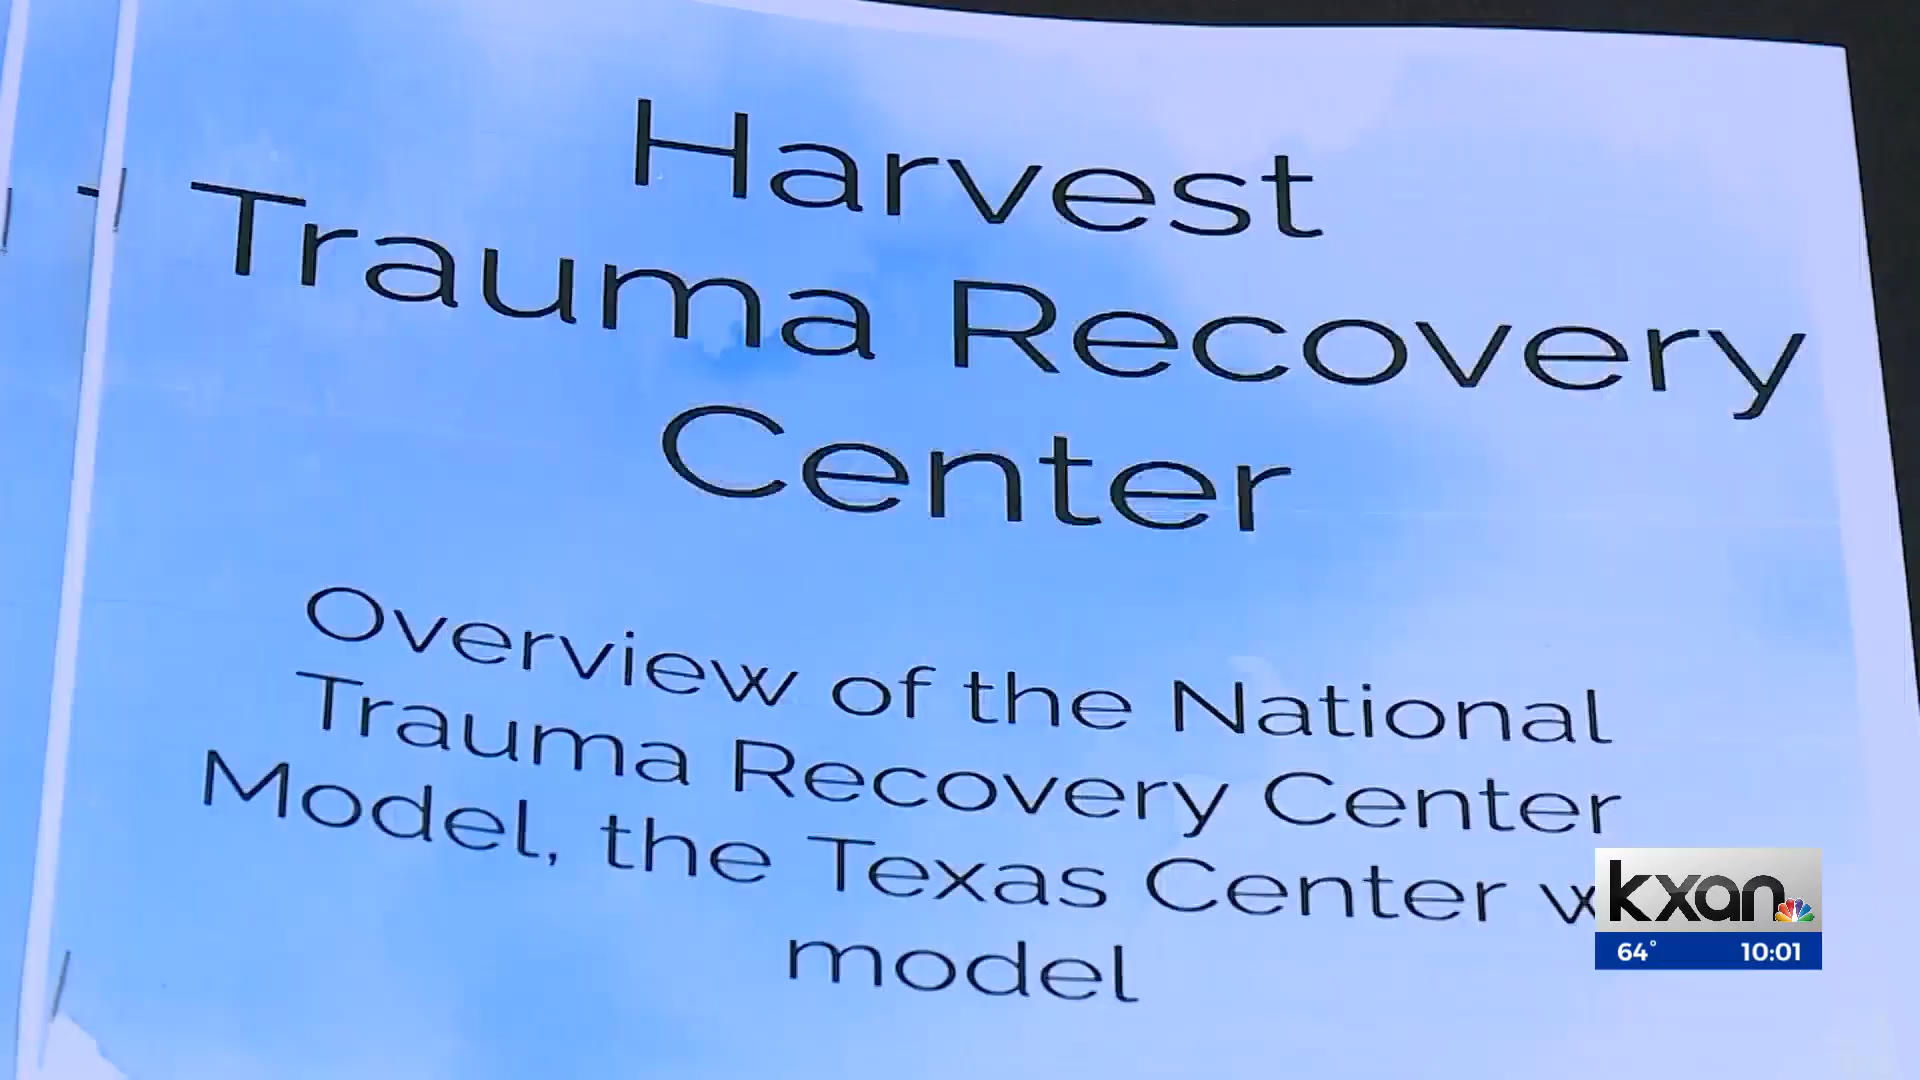 Harvest
Trauma Recovery
Center
Overview of the National
Trauma Recovery Center
Model, the Texas Center
model
kxan
64° 10:01